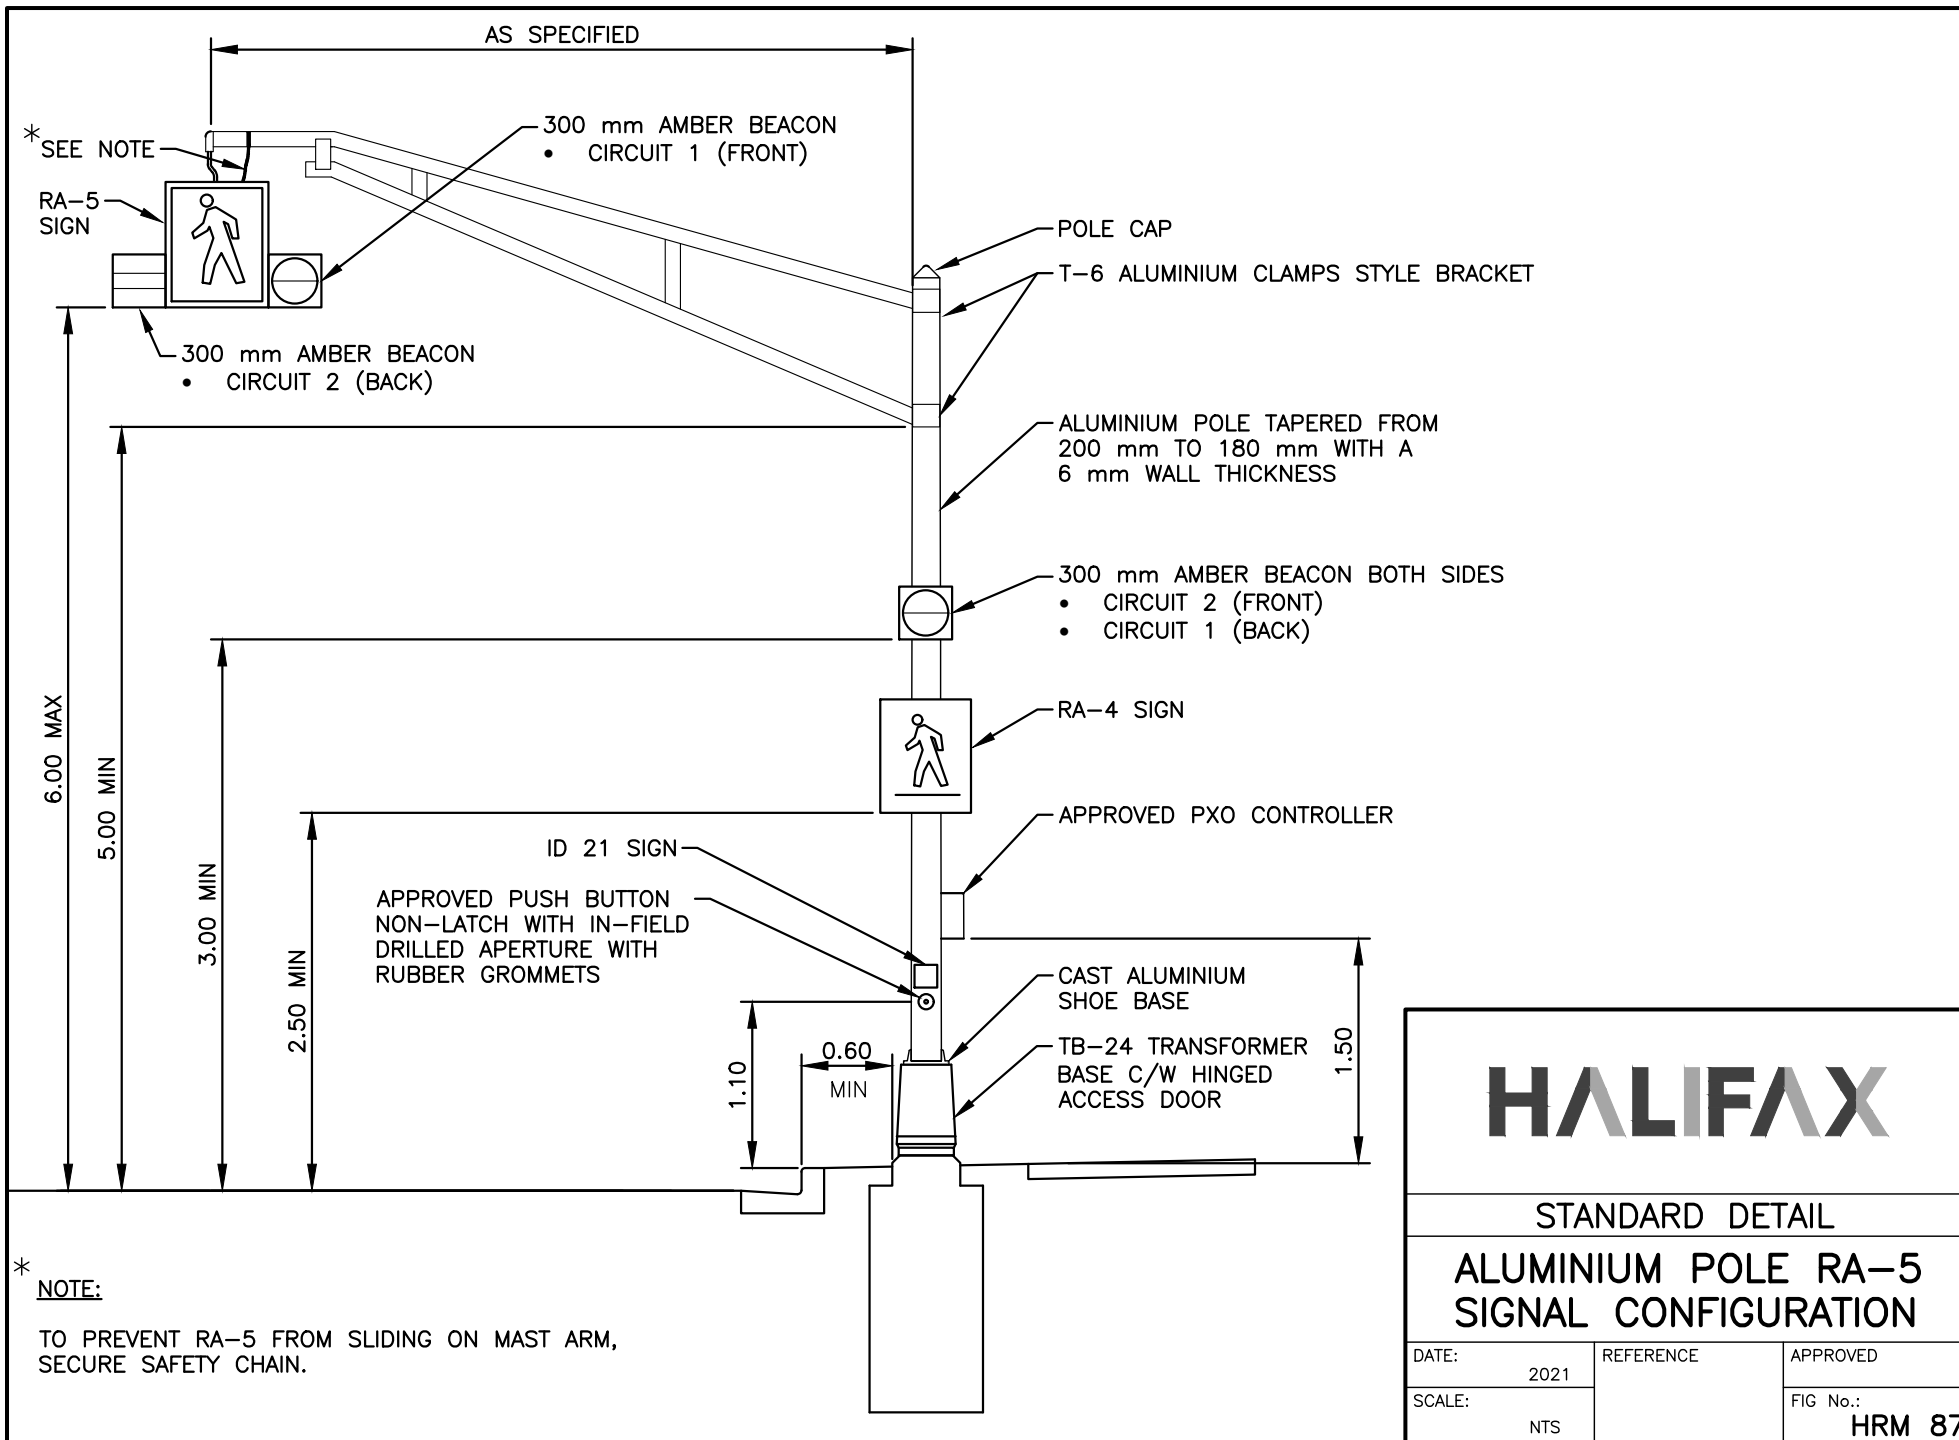 AS SPECIFIED
300 mm AMBER BEACON
• CIRCUIT 1 (FRONT)
* SEE NOTE
RA-5
SIGN
POLE CAP
T-6 ALUMINIUM CLAMPS STYLE BRACKET
300 mm AMBER BEACON
• CIRCUIT 2 (BACK)
ALUMINIUM POLE TAPERED FROM
200 mm TO 180 mm WITH A
6 mm WALL THICKNESS
300 mm AMBER BEACON BOTH SIDES
• CIRCUIT 2 (FRONT)
• CIRCUIT 1 (BACK)
RA-4 SIGN
6.00 MAX
5.00 MIN
3.00 MIN
2.50 MIN
APPROVED PXO CONTROLLER
ID 21 SIGN
APPROVED PUSH BUTTON
NON-LATCH WITH IN-FIELD
DRILLED APERTURE WITH
RUBBER GROMMETS
CAST ALUMINIUM
SHOE BASE
TB-24 TRANSFORMER
BASE C/W HINGED
ACCESS DOOR
1.10
0.60
MIN
1.50
* NOTE:
TO PREVENT RA-5 FROM SLIDING ON MAST ARM,
SECURE SAFETY CHAIN.
HALIFAX
STANDARD DETAIL
ALUMINIUM POLE RA-5
SIGNAL CONFIGURATION
DATE:
2021
REFERENCE
APPROVED
SCALE:
NTS
FIG No.:
HRM 87